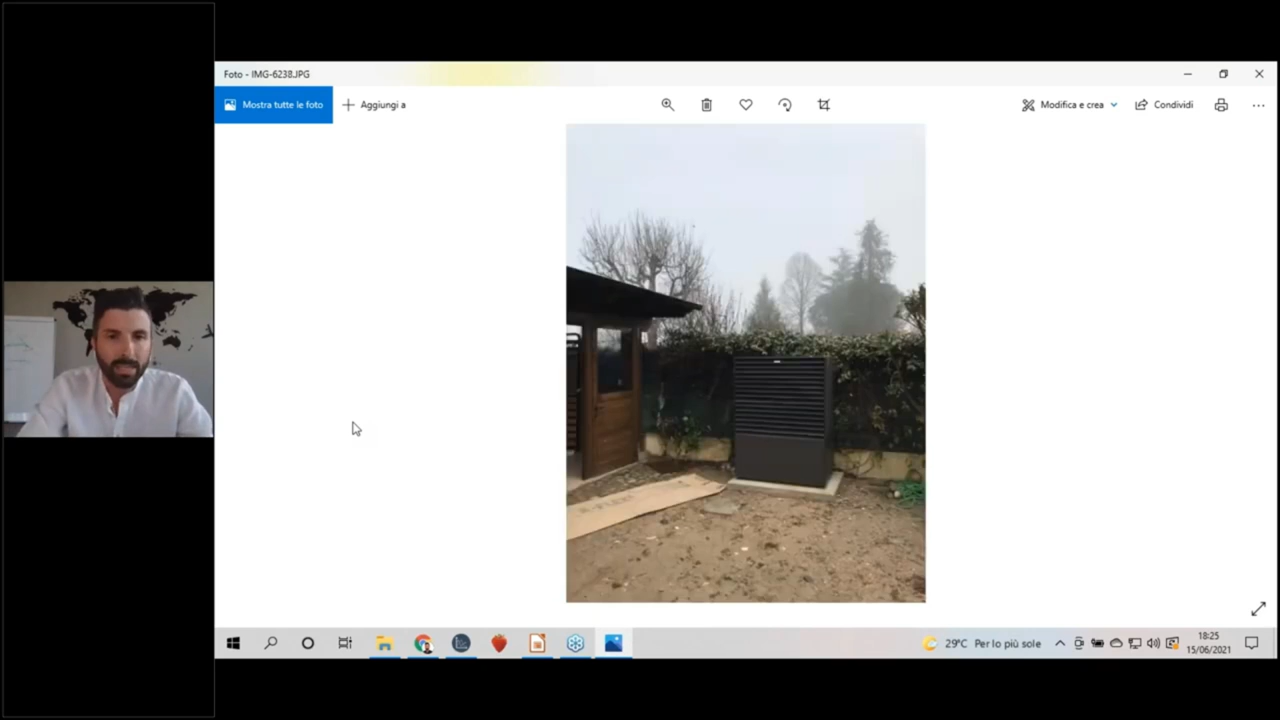 Foto - IMG-6238.JPG
Mostra tutte le foto
Aggiungi a
Modifica e crea
Condividi
29°C Per lo più sole
18:25
15/06/2021